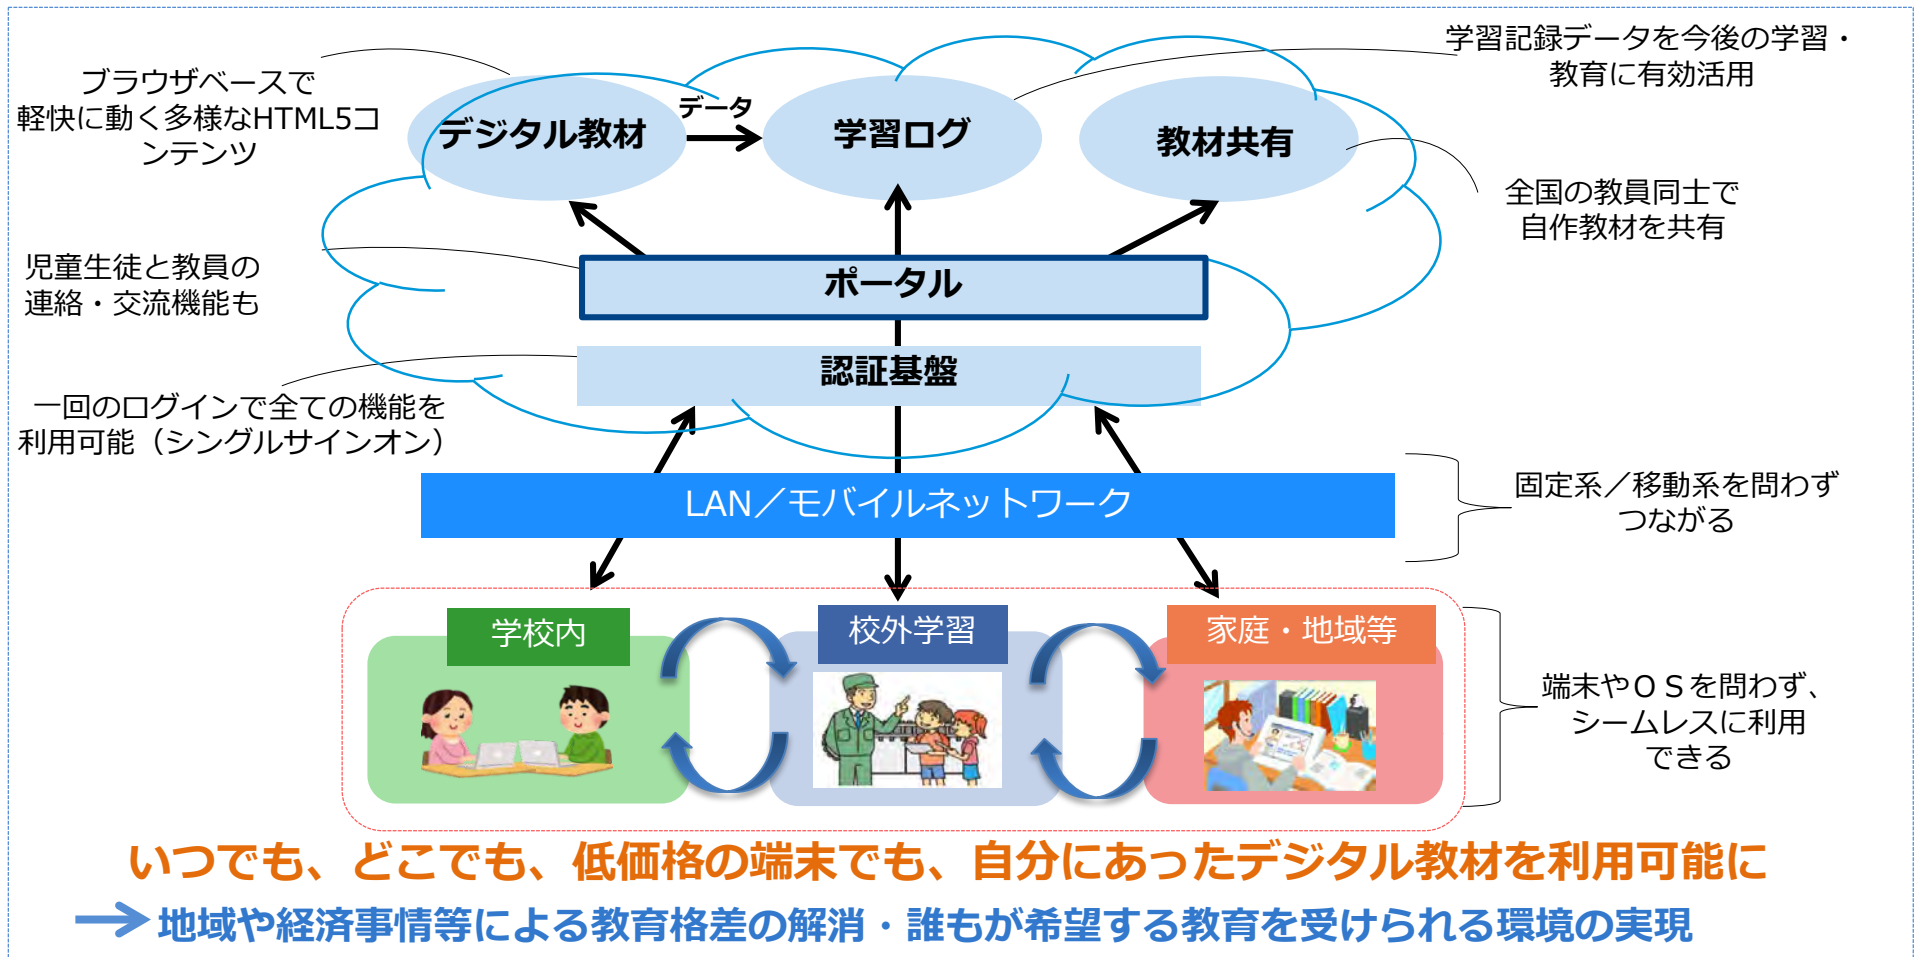 学習記録データを今後の学習・
教育に有効活用
ブラウザベースで
軽快に動く多様なHTML5コ
ンテンツ
データ
デジタル教材
学習ログ
教材共有
全国の教員同士で
自作教材を共有
児童生徒と教員の
連絡・交流機能も
ポータル
認証基盤
一回のログインで全ての機能を
利用可能（シングルサインオン）
LAN／モバイルネットワーク
固定系／移動系を問わず
つながる
学校内
校外学習
家庭・地域等
端末やＯＳを問わず、
シームレスに利用
できる
いつでも、どこでも、低価格の端末でも、自分にあったデジタル教材を利用可能に
地域や経済事情等による教育格差の解消・誰もが希望する教育を受けられる環境の実現